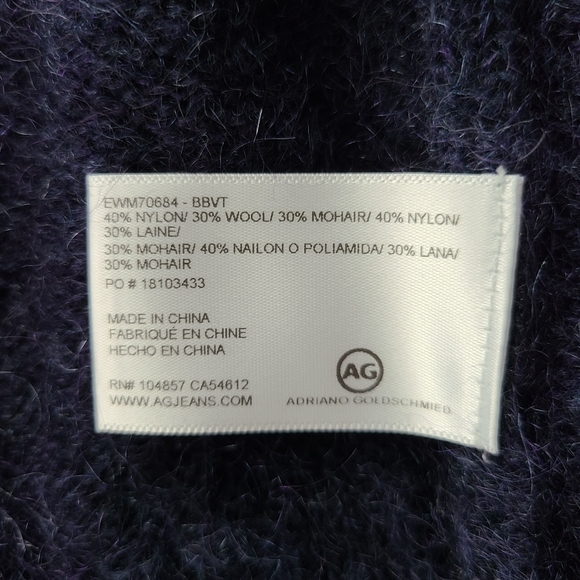 EWM70684 - BBVT
40% NYLON/ 30% WOOL/ 30% MOHAIR/ 40% NYLON/
30% LAINE/
30% MOHAIR/ 40% NAILON O POLIAMIDA/ 30% LANA/
30% MOHAIR
PO # 18103433
MADE IN CHINA
FABRIQUÉ EN CHINE
HECHO EN CHINA
RN# 104857 CA54612
WWW.AGJEANS.COM
AG
ADRIANO GOLDSCHMIED